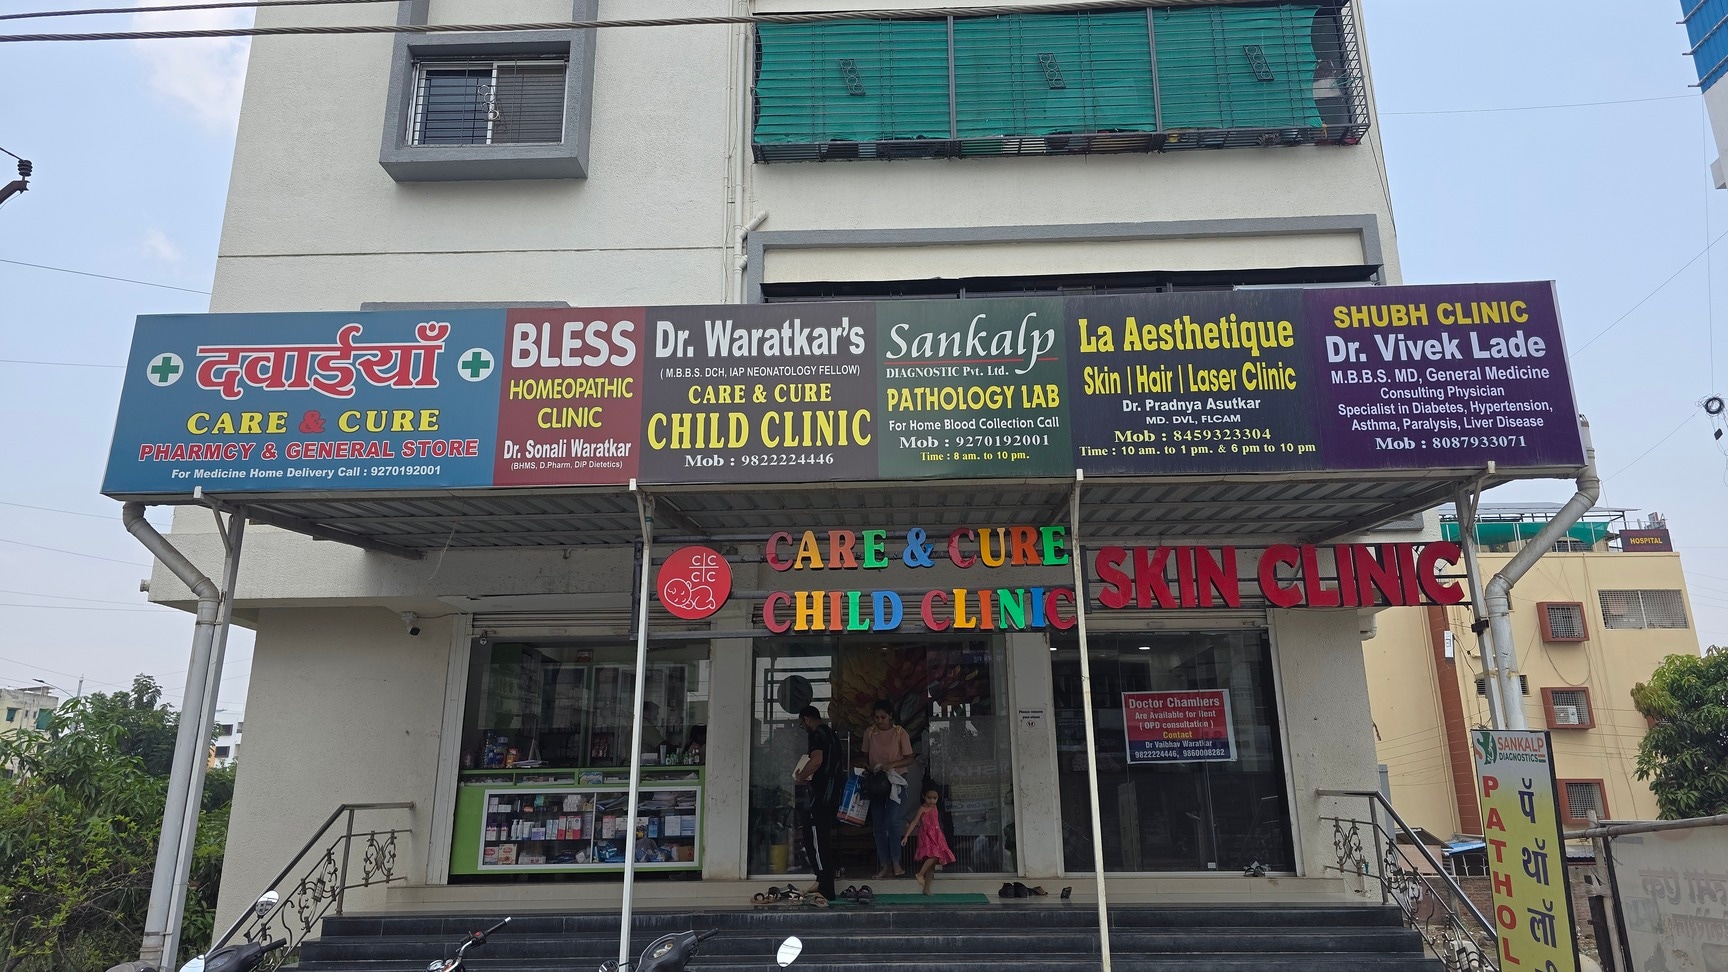 दवाईयाँ
CARE & CURE
PHARMCY & GENERAL STORE
For Medicine Home Delivery Call : 9270192001
BLESS
HOMEOPATHIC
CLINIC
Dr. Sonali Waratkar
(BHMS, D.Pharm, DIP Dietetics)
Dr. Waratkar's
( M.B.B.S. DCH, IAP NEONATOLOGY FELLOW)
CARE & CURE
CHILD CLINIC
Mob : 9822224446
Sankalp
DIAGNOSTIC Pvt. Ltd.
PATHOLOGY LAB
For Home Blood Collection Call
Mob : 9270192001
Time : 8 am. to 10 pm.
La Aesthetique
Skin | Hair | Laser Clinic
Dr. Pradnya Asutkar
MD. DVL, FLCAM
Mob : 8459323304
Time : 10 am. to 1 pm. & 6 pm to 10 pm
SHUBH CLINIC
Dr. Vivek Lade
M.B.B.S. MD, General Medicine
Consulting Physician
Specialist in Diabetes, Hypertension,
Asthma, Paralysis, Liver Disease
Mob : 8087933071
CARE & CURE
CHILD CLINIC
SKIN CLINIC
HOSPITAL
Doctor Chambers
Are Available for Rent
( OPD consultation )
Contact
Dr Vaibhav Waratkar
9822224446, 9860008282
SANKALP
DIAGNOSTICS
PATHOL
पॅथॉलॉ